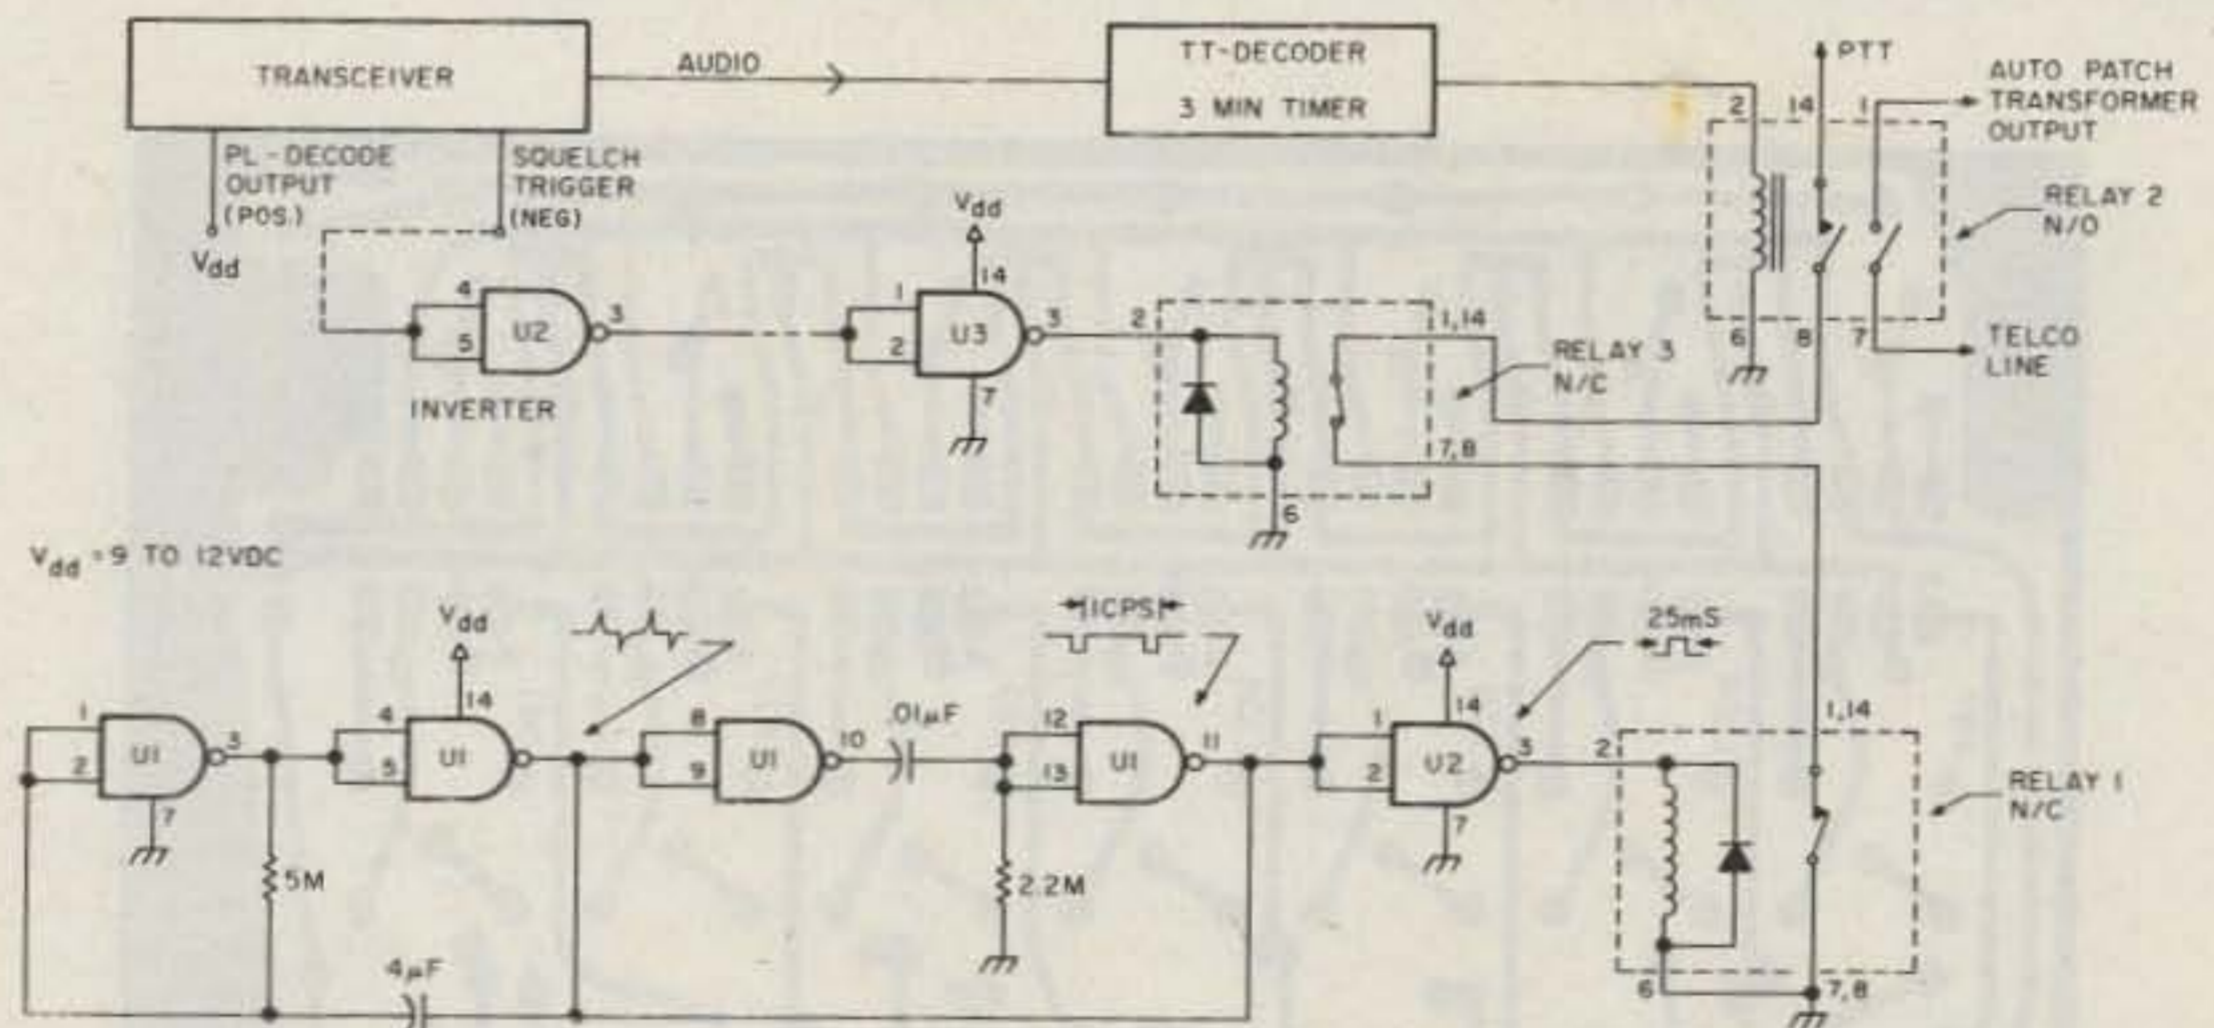 TRANSCEIVER
AUDIO
TT-DECODER
3 MIN TIMER
PTT
AUTO PATCH
TRANSFORMER
OUTPUT
2
14
1
PL-DECODE
OUTPUT
(POS.)
Vdd
SQUELCH
TRIGGER
(NEG)
RELAY 2
N/O
4
5
U2
3
INVERTER
Vdd
14
1
2
U3
3
7
2
1,14
RELAY 3
N/C
7,8
6
6
8
7
TELCO
LINE
Vdd = 9 TO 12VDC
1
2
U1
3
7
Vdd
14
4
5
U1
8
9
U1
10
.01µF
1CPS
12
13
U1
11
Vdd
14
1
2
U2
3
7
25mS
2
1,14
RELAY 1
N/C
5M
2.2M
4µF
6
7,8